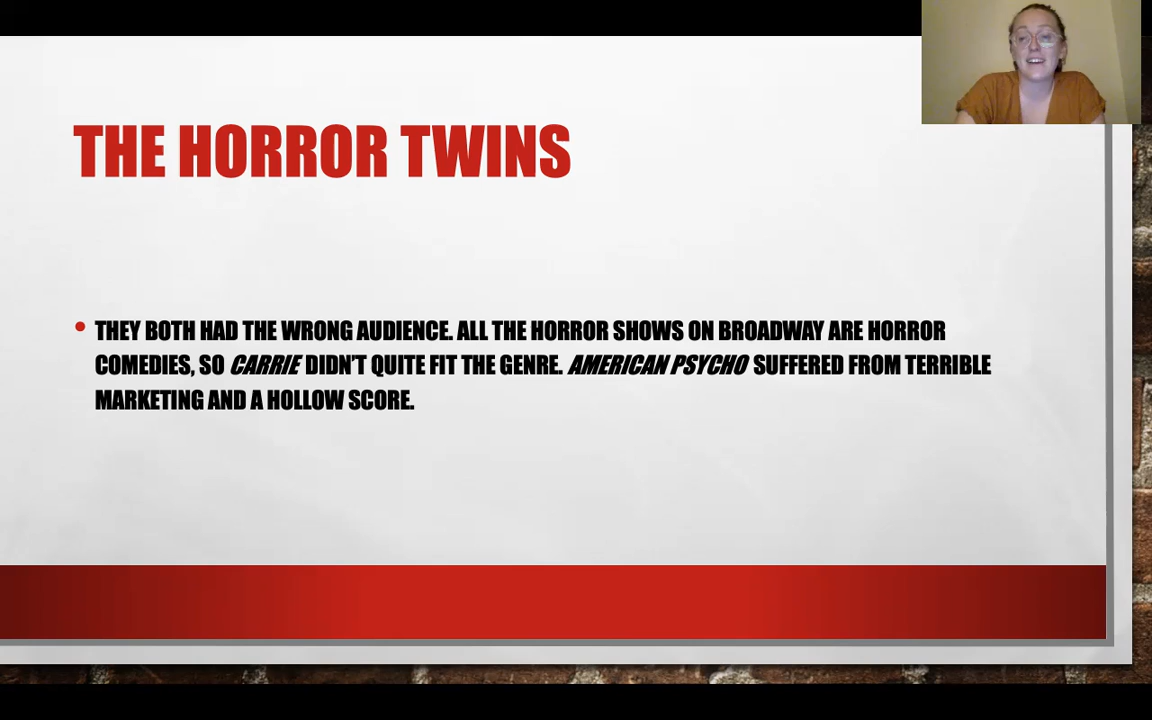 THE HORROR TWINS
• THEY BOTH HAD THE WRONG AUDIENCE. ALL THE HORROR SHOWS ON BROADWAY ARE HORROR
COMEDIES, SO CARRIE DIDN'T QUITE FIT THE GENRE. AMERICAN PSYCHO SUFFERED FROM TERRIBLE
MARKETING AND A HOLLOW SCORE.